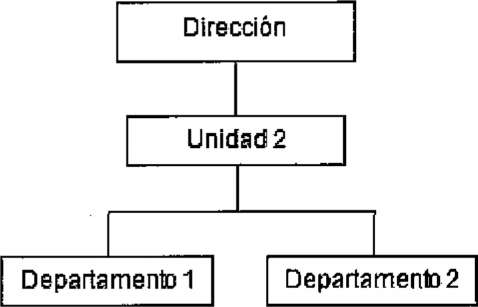 Dirección
Unidad 2
Departamento 1
Departamento 2